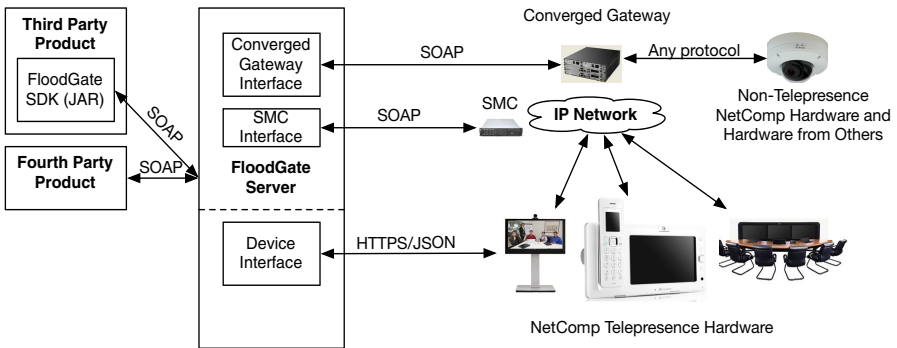 Third Party
Product
FloodGate
SDK (JAR)
SOAP
Fourth Party
Product
SOAP
Converged
Gateway
Interface
SMC
Interface
FloodGate
Server
Device
Interface
SOAP
SOAP
HTTPS/JSON
Converged Gateway
Any protocol
SMC
IP Network
Non-Telepresence
NetComp Hardware and
Hardware from Others
NetComp Telepresence Hardware